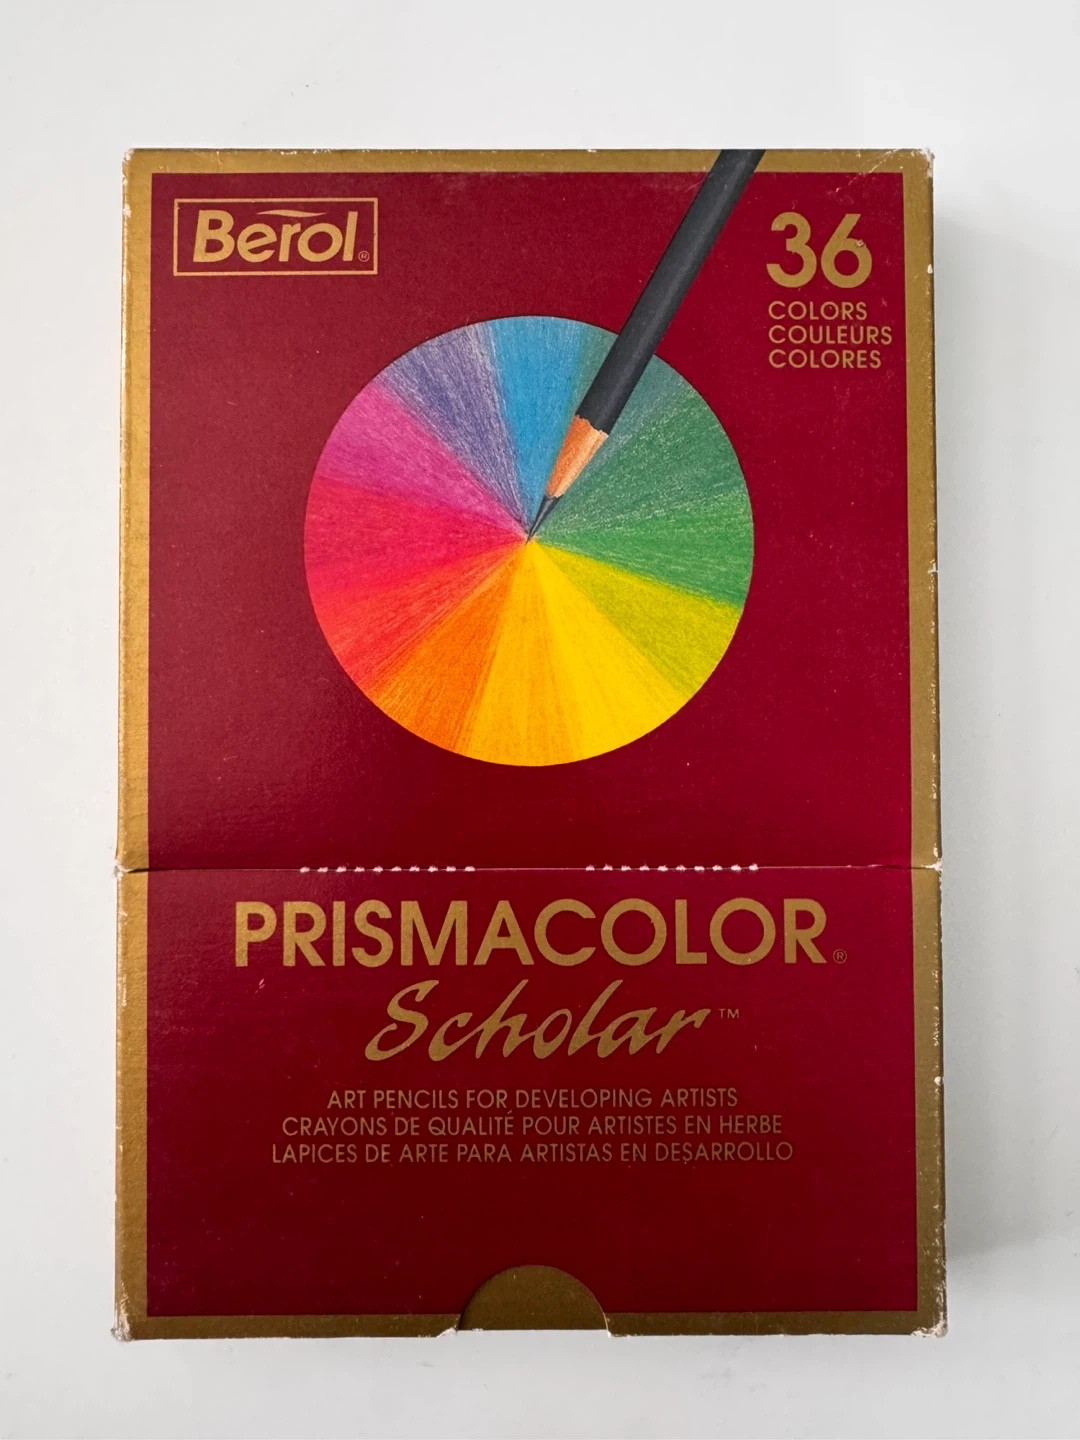 Berol®
36
COLORS
COULEURS
COLORES
PRISMACOLOR®
Scholar™
ART PENCILS FOR DEVELOPING ARTISTS
CRAYONS DE QUALITÉ POUR ARTISTES EN HERBE
LAPICES DE ARTE PARA ARTISTAS EN DESARROLLO